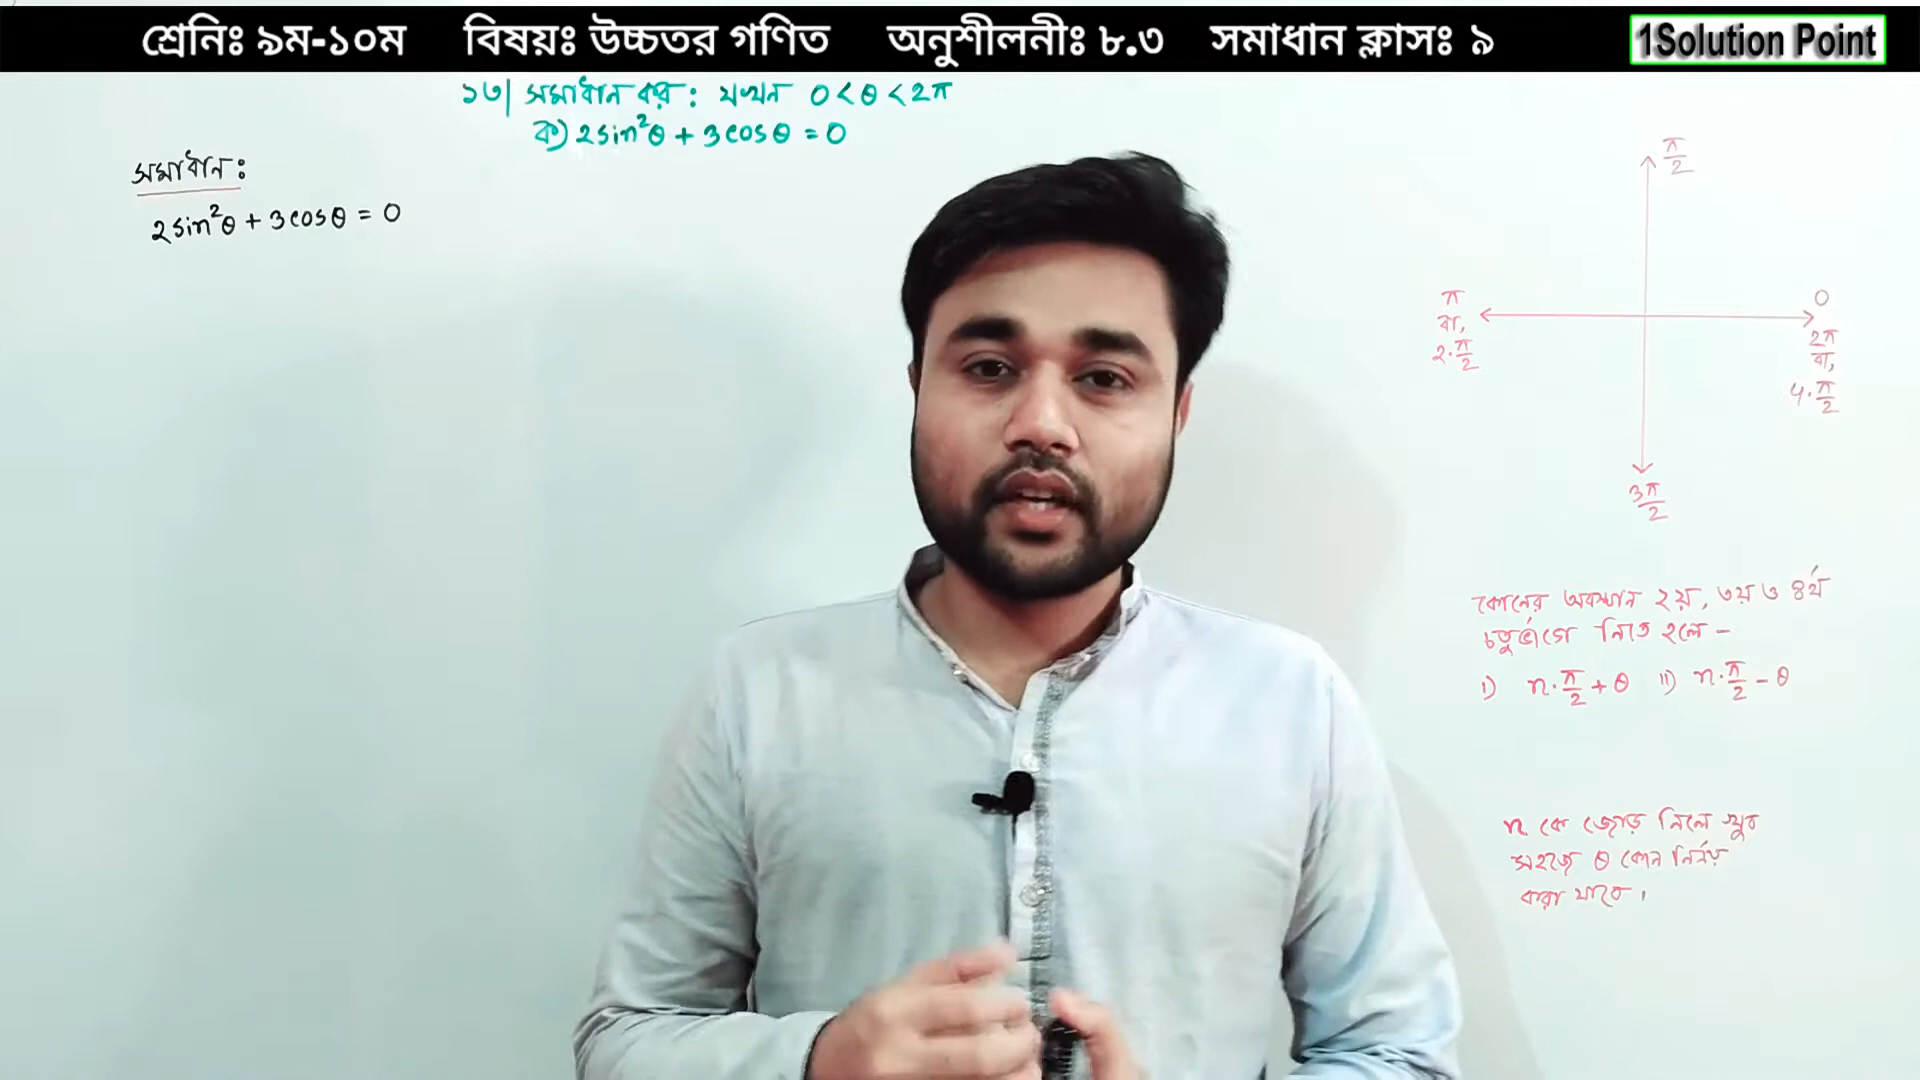 শ্রেনিঃ ৯ম-১০ম বিষয়ঃ উচ্চতর গণিত অনুশীলনীঃ ৮.৩ সমাধান ক্লাসঃ ৯ 1Solution Point
১৩| সমাধান কর: যখন 0 < θ < 2π
ক) 2sin²θ + 3cosθ = 0
সমাধান:
2sin²θ + 3cosθ = 0
π/2
π
বা,
2·π/2
0
2π
বা,
4·π/2
3π/2
কোনের অবস্থান ২য়, ৩য় ও ৪র্থ
চতুর্ভাগে নিতে হলে –
i) n·π/2 + θ ii) n·π/2 – θ
n কে জোড় নিলে খুব
সহজে θ কোন নির্নয়
করা যাবে।